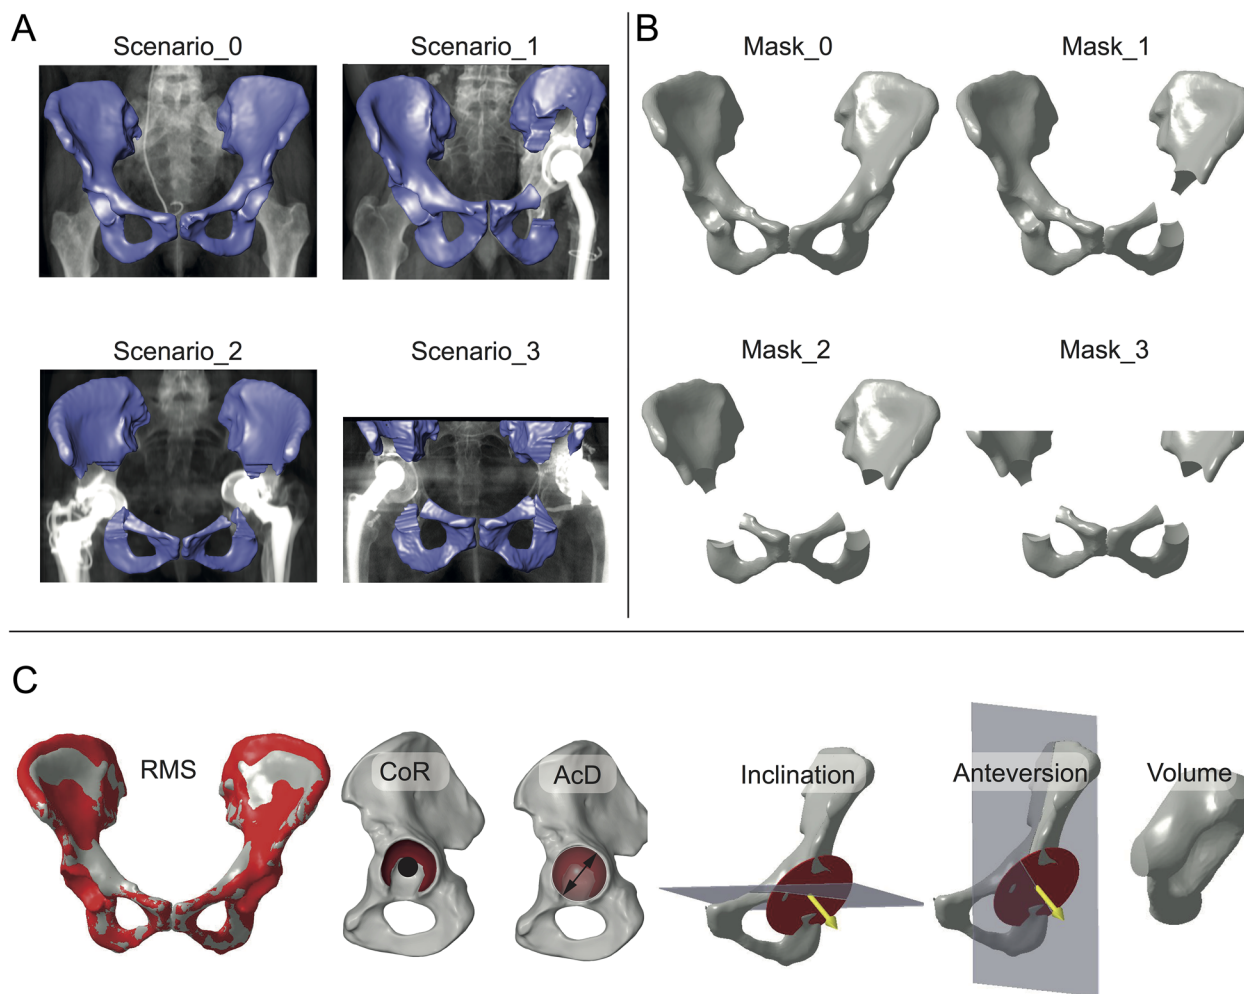 A
Scenario_0
Scenario_1
Scenario_2
Scenario_3
B
Mask_0
Mask_1
Mask_2
Mask_3
C
RMS
CoR
AcD
Inclination
Anteversion
Volume